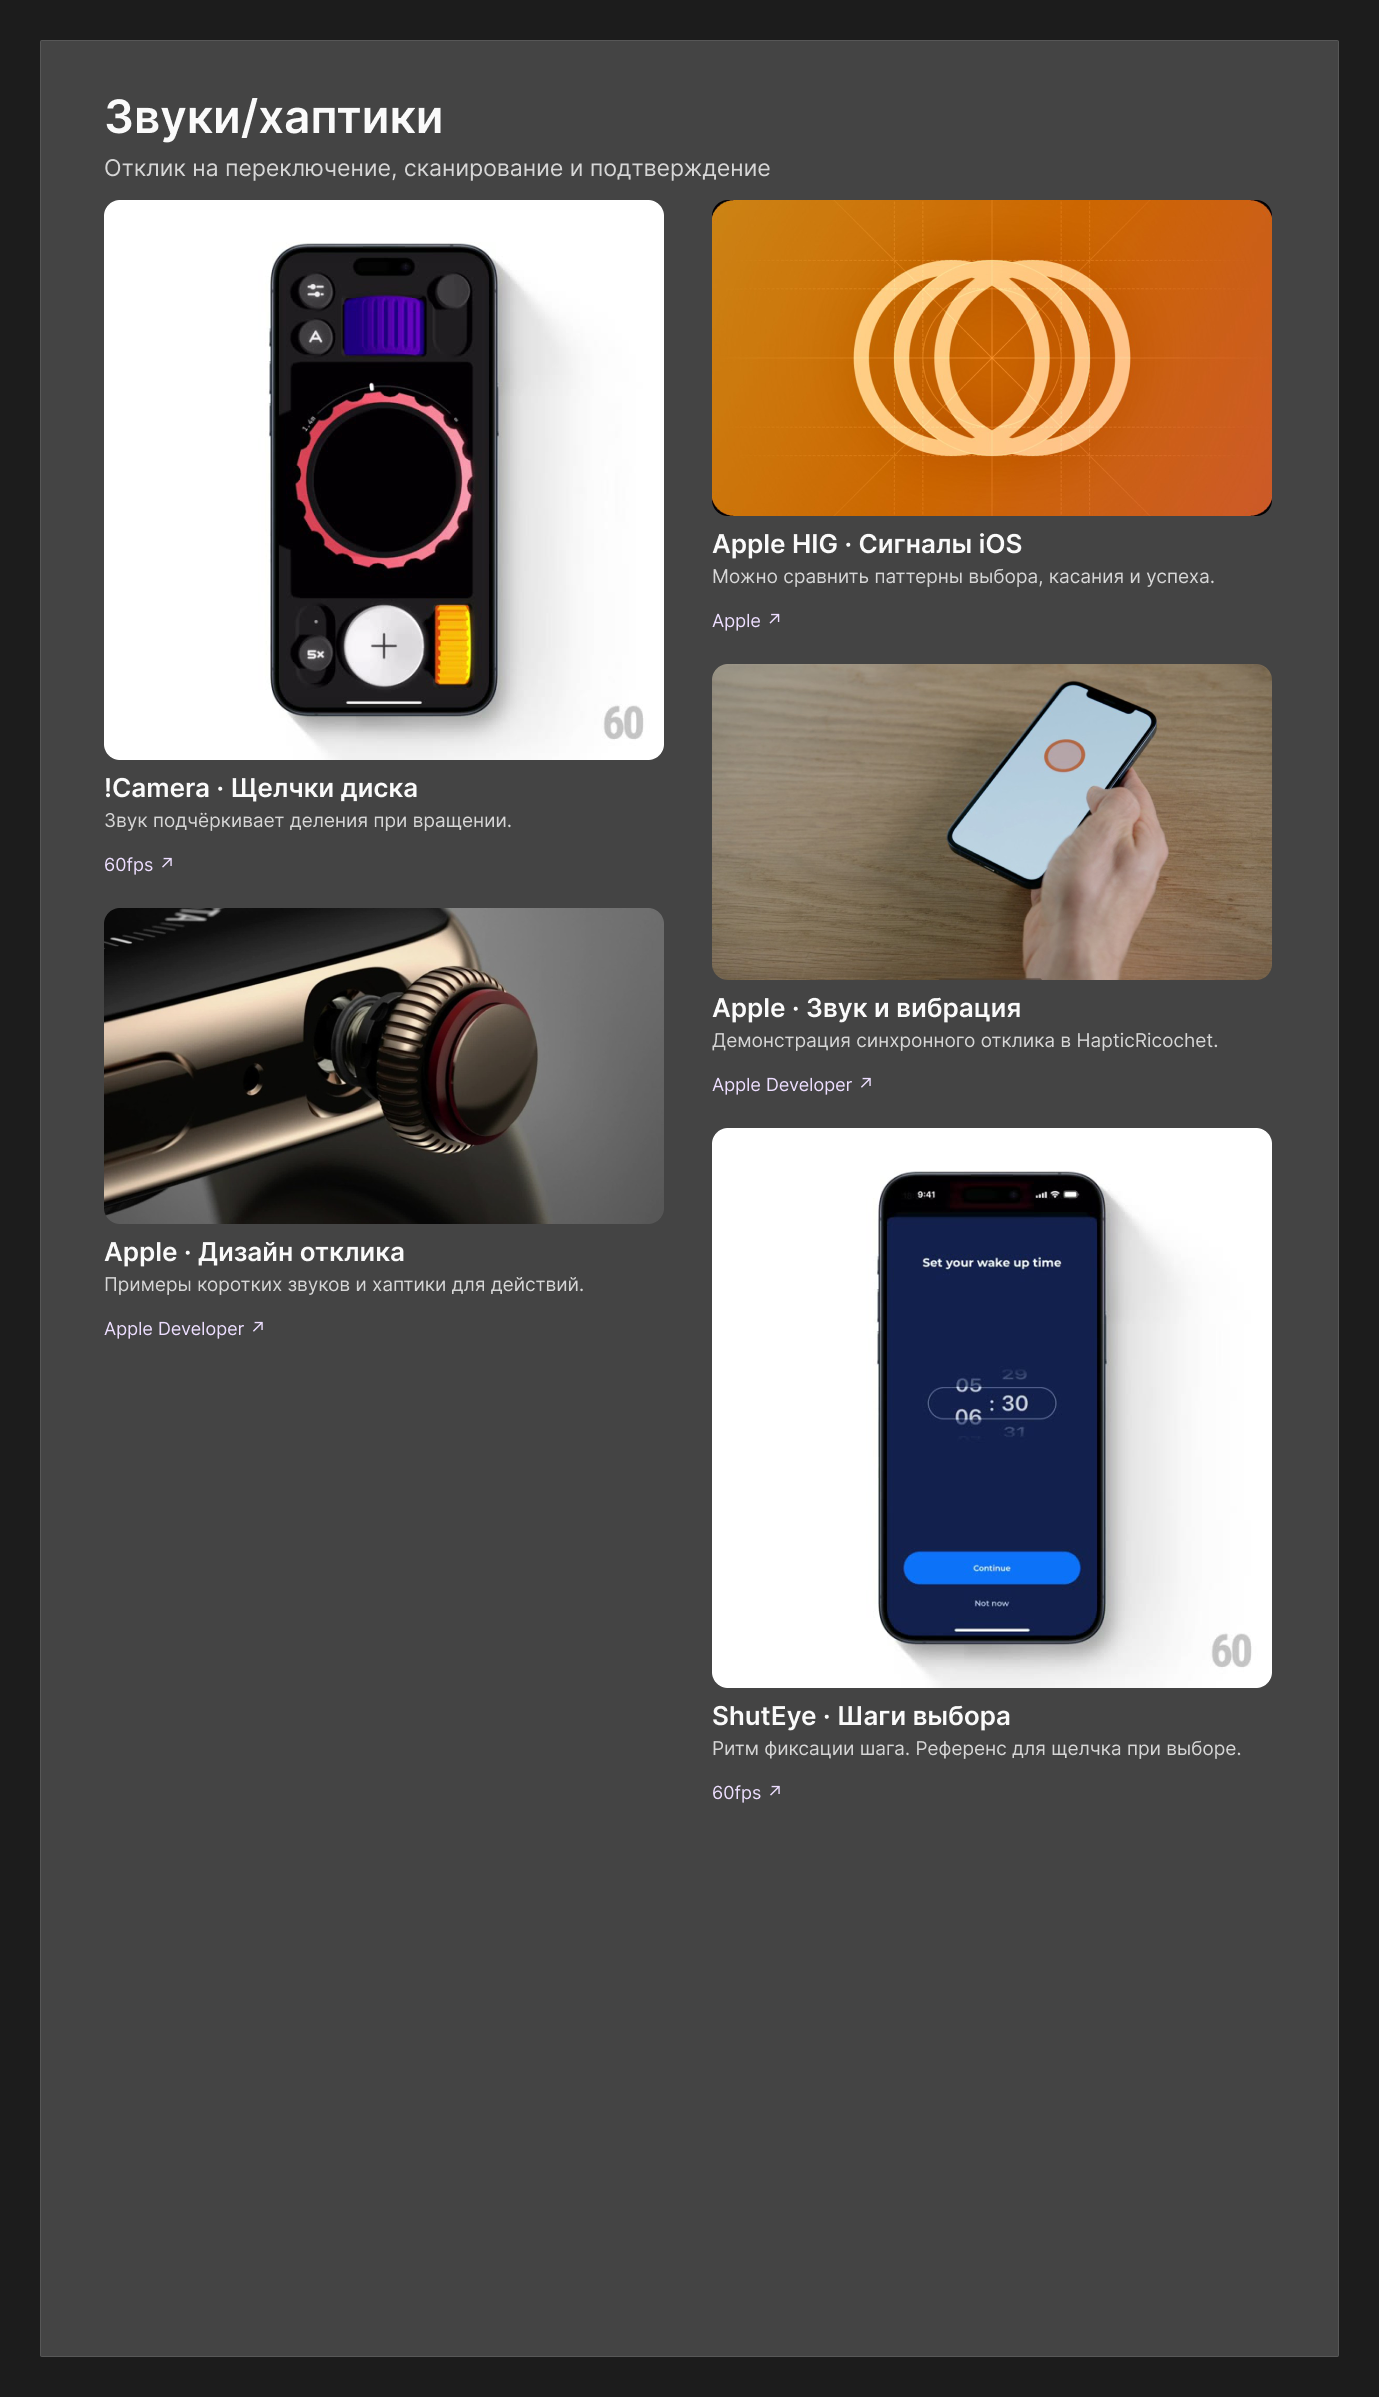 Звуки/хаптики
Отклик на переключение, сканирование и подтверждение
A
5×
60
!Camera · Щелчки диска
Звук подчёркивает деления при вращении.
60fps ↗
Apple · Дизайн отклика
Примеры коротких звуков и хаптики для действий.
Apple Developer ↗
Apple HIG · Сигналы iOS
Можно сравнить паттерны выбора, касания и успеха.
Apple ↗
Apple · Звук и вибрация
Демонстрация синхронного отклика в HapticRicochet.
Apple Developer ↗
9:41
Set your wake up time
29
05
: 30
06
31
Continue
Not now
60
ShutEye · Шаги выбора
Ритм фиксации шага. Референс для щелчка при выборе.
60fps ↗